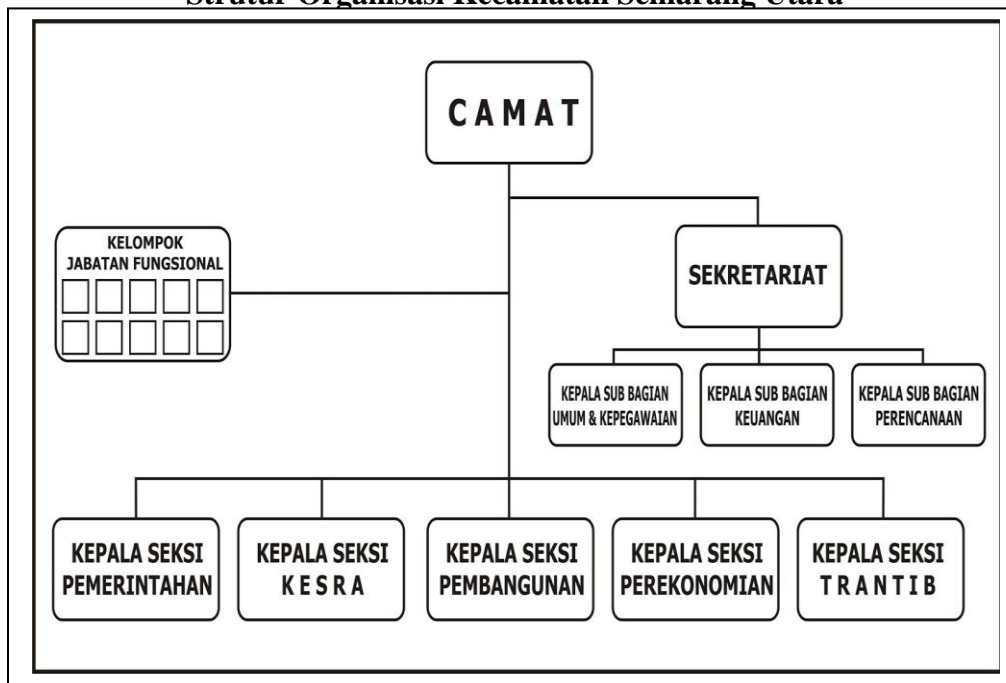 Strutur Organisasi Kecamatan Semarang Utara
C A M A T
KELOMPOK
JABATAN FUNGSIONAL
SEKRETARIAT
KEPALA SUB BAGIAN
UMUM & KEPEGAWAIAN
KEPALA SUB BAGIAN
KEUANGAN
KEPALA SUB BAGIAN
PERENCANAAN
KEPALA SEKSI
PEMERINTAHAN
KEPALA SEKSI
K E S R A
KEPALA SEKSI
PEMBANGUNAN
KEPALA SEKSI
PEREKONOMIAN
KEPALA SEKSI
T R A N T I B